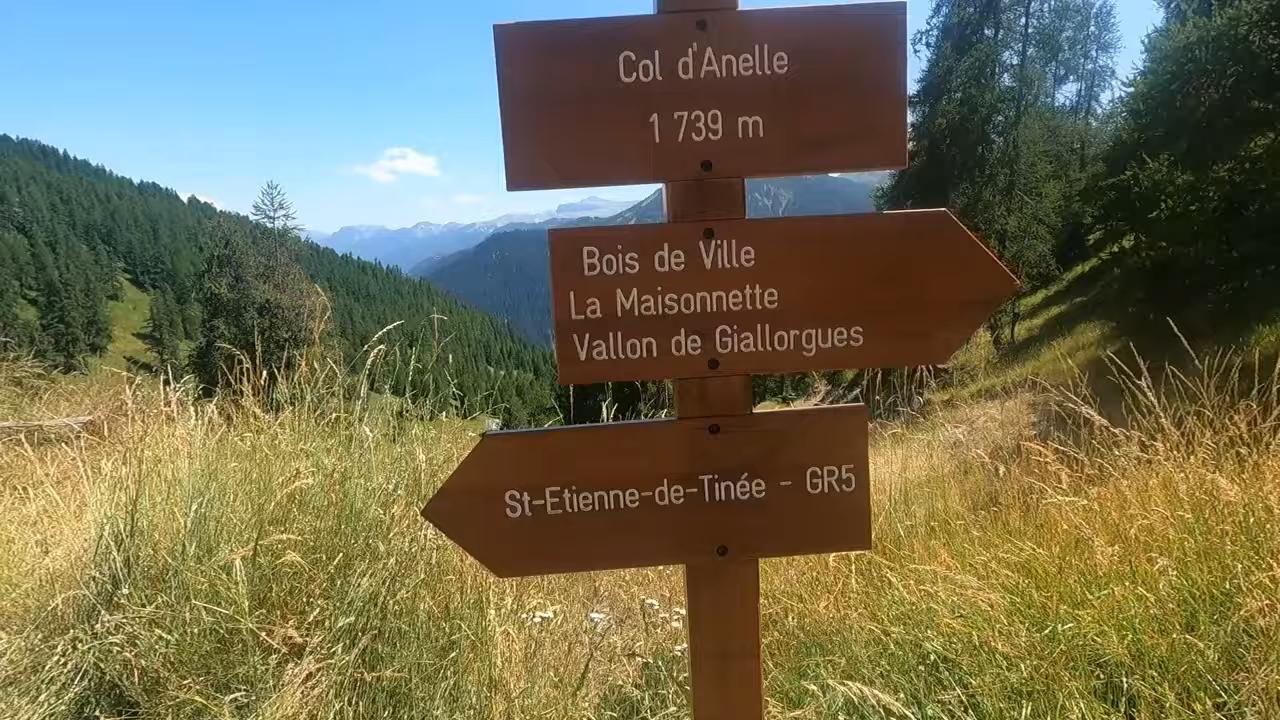 Col d'Anelle
1 739 m
Bois de Ville
La Maisonnette
Vallon de Giallorgues
St-Etienne-de-Tinée - GR5